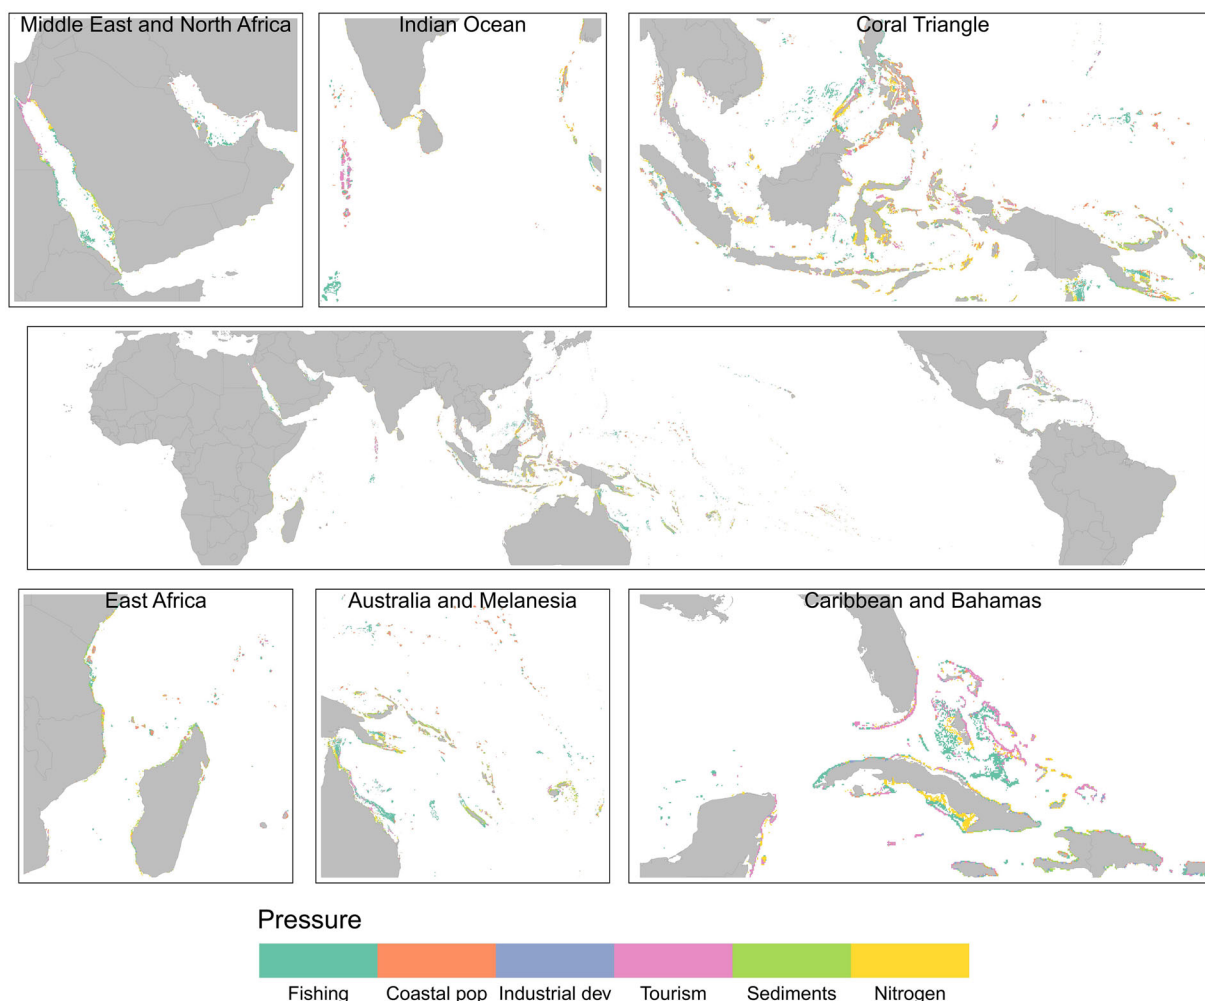 Middle East and North Africa
Indian Ocean
Coral Triangle
East Africa
Australia and Melanesia
Caribbean and Bahamas
Pressure
Fishing
Coastal pop
Industrial dev
Tourism
Sediments
Nitrogen